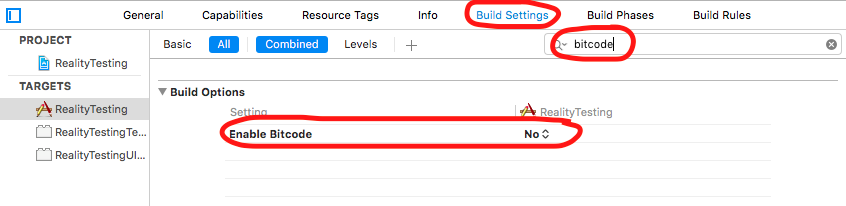 General Capabilities Resource Tags Info Build Settings Build Phases Build Rules
PROJECT
Basic All Combined Levels + bitcode
RealityTesting
TARGETS
RealityTesting
RealityTestingTe...
RealityTestingUI...
Build Options
Setting RealityTesting
Enable Bitcode No